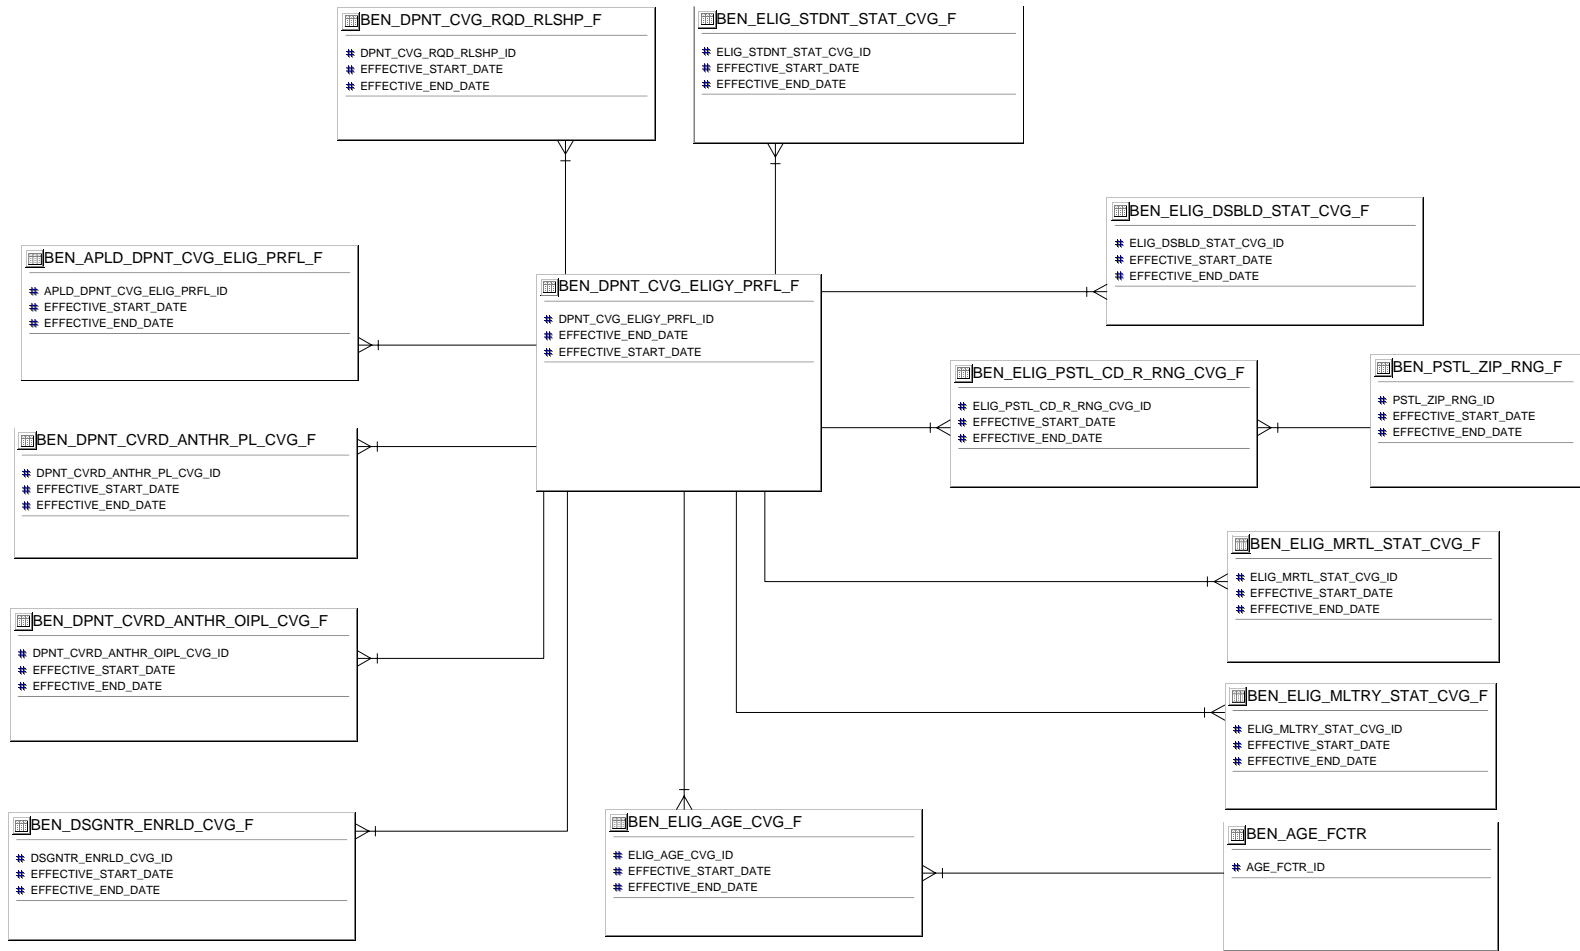 BEN_DPNT_CVG_RQD_RLSHP_F
# DPNT_CVG_RQD_RLSHP_ID
# EFFECTIVE_START_DATE
# EFFECTIVE_END_DATE
BEN_ELIG_STDNT_STAT_CVG_F
# ELIG_STDNT_STAT_CVG_ID
# EFFECTIVE_START_DATE
# EFFECTIVE_END_DATE
BEN_ELIG_DSBLD_STAT_CVG_F
# ELIG_DSBLD_STAT_CVG_ID
# EFFECTIVE_START_DATE
# EFFECTIVE_END_DATE
BEN_APLD_DPNT_CVG_ELIG_PRFL_F
# APLD_DPNT_CVG_ELIG_PRFL_ID
# EFFECTIVE_START_DATE
# EFFECTIVE_END_DATE
BEN_DPNT_CVG_ELIGY_PRFL_F
# DPNT_CVG_ELIGY_PRFL_ID
# EFFECTIVE_END_DATE
# EFFECTIVE_START_DATE
BEN_ELIG_PSTL_CD_R_RNG_CVG_F
# ELIG_PSTL_CD_R_RNG_CVG_ID
# EFFECTIVE_START_DATE
# EFFECTIVE_END_DATE
BEN_PSTL_ZIP_RNG_F
# PSTL_ZIP_RNG_ID
# EFFECTIVE_START_DATE
# EFFECTIVE_END_DATE
BEN_DPNT_CVRD_ANTHR_PL_CVG_F
# DPNT_CVRD_ANTHR_PL_CVG_ID
# EFFECTIVE_START_DATE
# EFFECTIVE_END_DATE
BEN_ELIG_MRTL_STAT_CVG_F
# ELIG_MRTL_STAT_CVG_ID
# EFFECTIVE_START_DATE
# EFFECTIVE_END_DATE
BEN_DPNT_CVRD_ANTHR_OIPL_CVG_F
# DPNT_CVRD_ANTHR_OIPL_CVG_ID
# EFFECTIVE_START_DATE
# EFFECTIVE_END_DATE
BEN_ELIG_MLTRY_STAT_CVG_F
# ELIG_MLTRY_STAT_CVG_ID
# EFFECTIVE_START_DATE
# EFFECTIVE_END_DATE
BEN_DSGNTR_ENRLD_CVG_F
# DSGNTR_ENRLD_CVG_ID
# EFFECTIVE_START_DATE
# EFFECTIVE_END_DATE
BEN_ELIG_AGE_CVG_F
# ELIG_AGE_CVG_ID
# EFFECTIVE_START_DATE
# EFFECTIVE_END_DATE
BEN_AGE_FCTR
# AGE_FCTR_ID